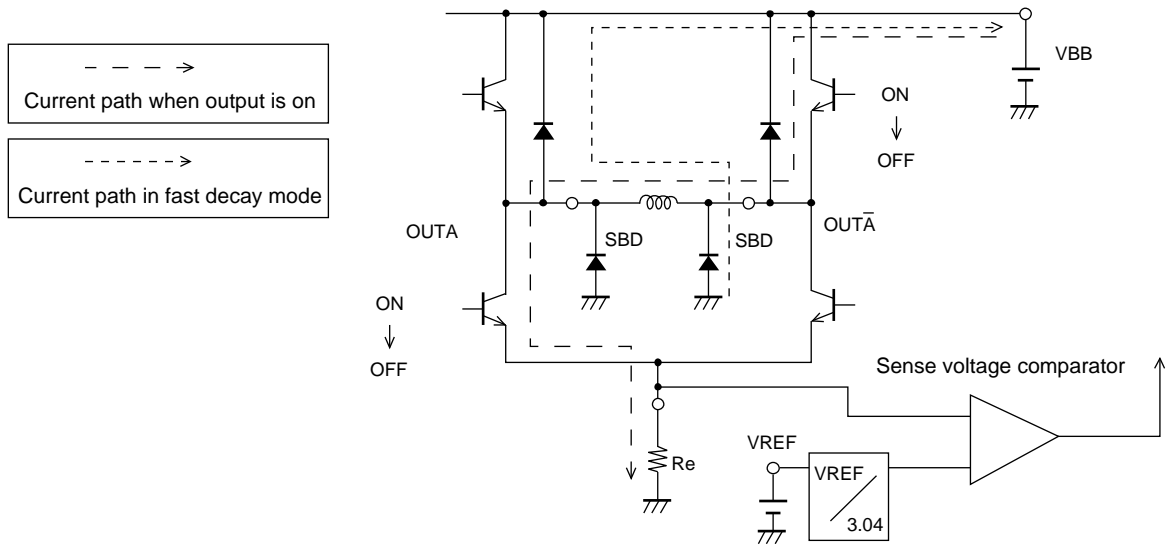 Current path when output is on
Current path in fast decay mode
VBB
ON
OFF
OUTA
SBD
SBD
OUTA̅
ON
OFF
Sense voltage comparator
Re
VREF
VREF
3.04